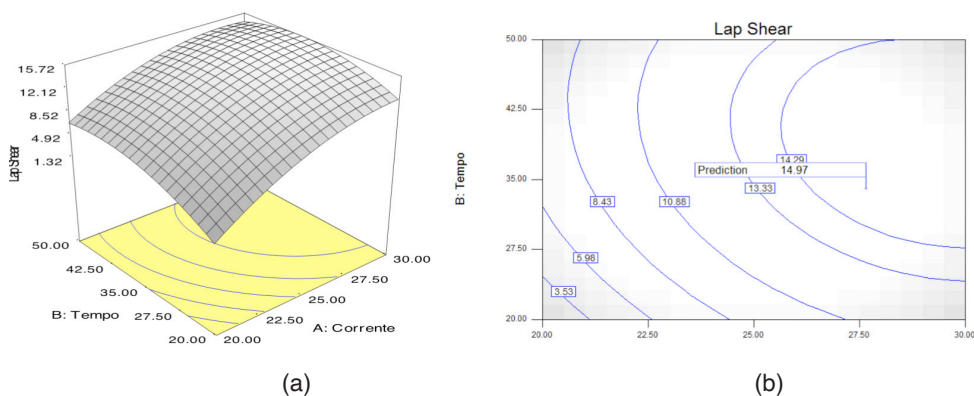 15.72
12.12
8.52
4.92
1.32
Lap Shear
50.00
42.50
35.00
27.50
20.00
B: Tempo
20.00
22.50
25.00
27.50
30.00
A: Corrente
(a)
Lap Shear
50.00
42.50
35.00
27.50
20.00
B: Tempo
14.29
Prediction 14.97
13.33
10.88
8.43
5.98
3.53
20.00 22.50 25.00 27.50 30.00
(b)